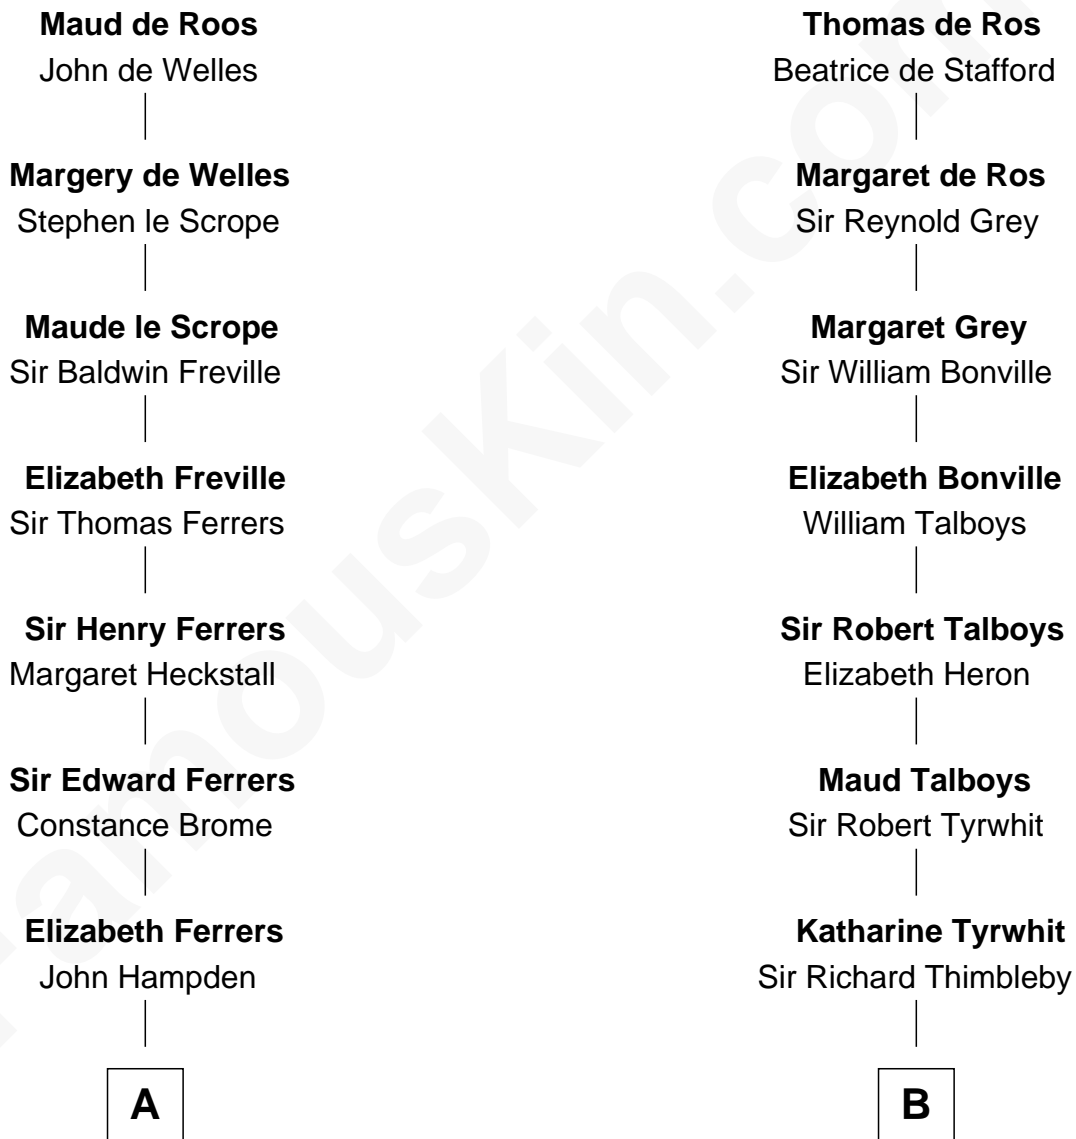 Maud de Roos
John de Welles
Margery de Welles
Stephen le Scrope
Maude le Scrope
Sir Baldwin Freville
Elizabeth Freville
Sir Thomas Ferrers
Sir Henry Ferrers
Margaret Heckstall
Sir Edward Ferrers
Constance Brome
Elizabeth Ferrers
John Hampden
A
Thomas de Ros
Beatrice de Stafford
Margaret de Ros
Sir Reynold Grey
Margaret Grey
Sir William Bonville
Elizabeth Bonville
William Talboys
Sir Robert Talboys
Elizabeth Heron
Maud Talboys
Sir Robert Tyrwhit
Katharine Tyrwhit
Sir Richard Thimbleby
B
FamousKin.com